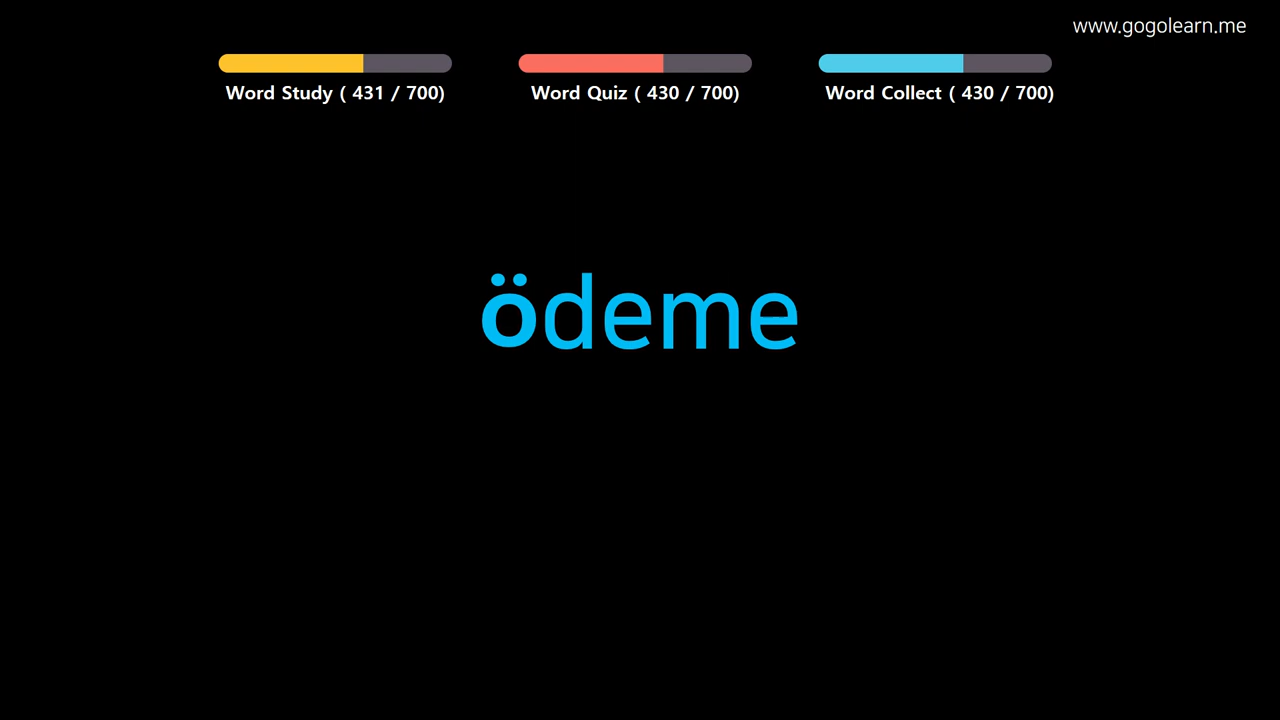 www.gogolearn.me
Word Study ( 431 / 700)
Word Quiz ( 430 / 700)
Word Collect ( 430 / 700)
ödeme